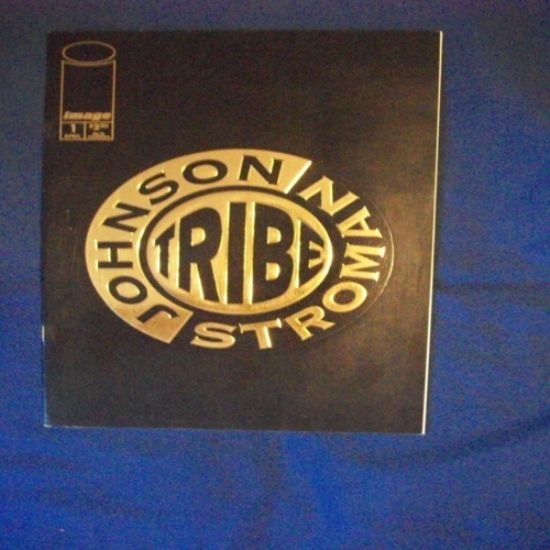 image
1
JOHNSON
STROMAN
TRIBE